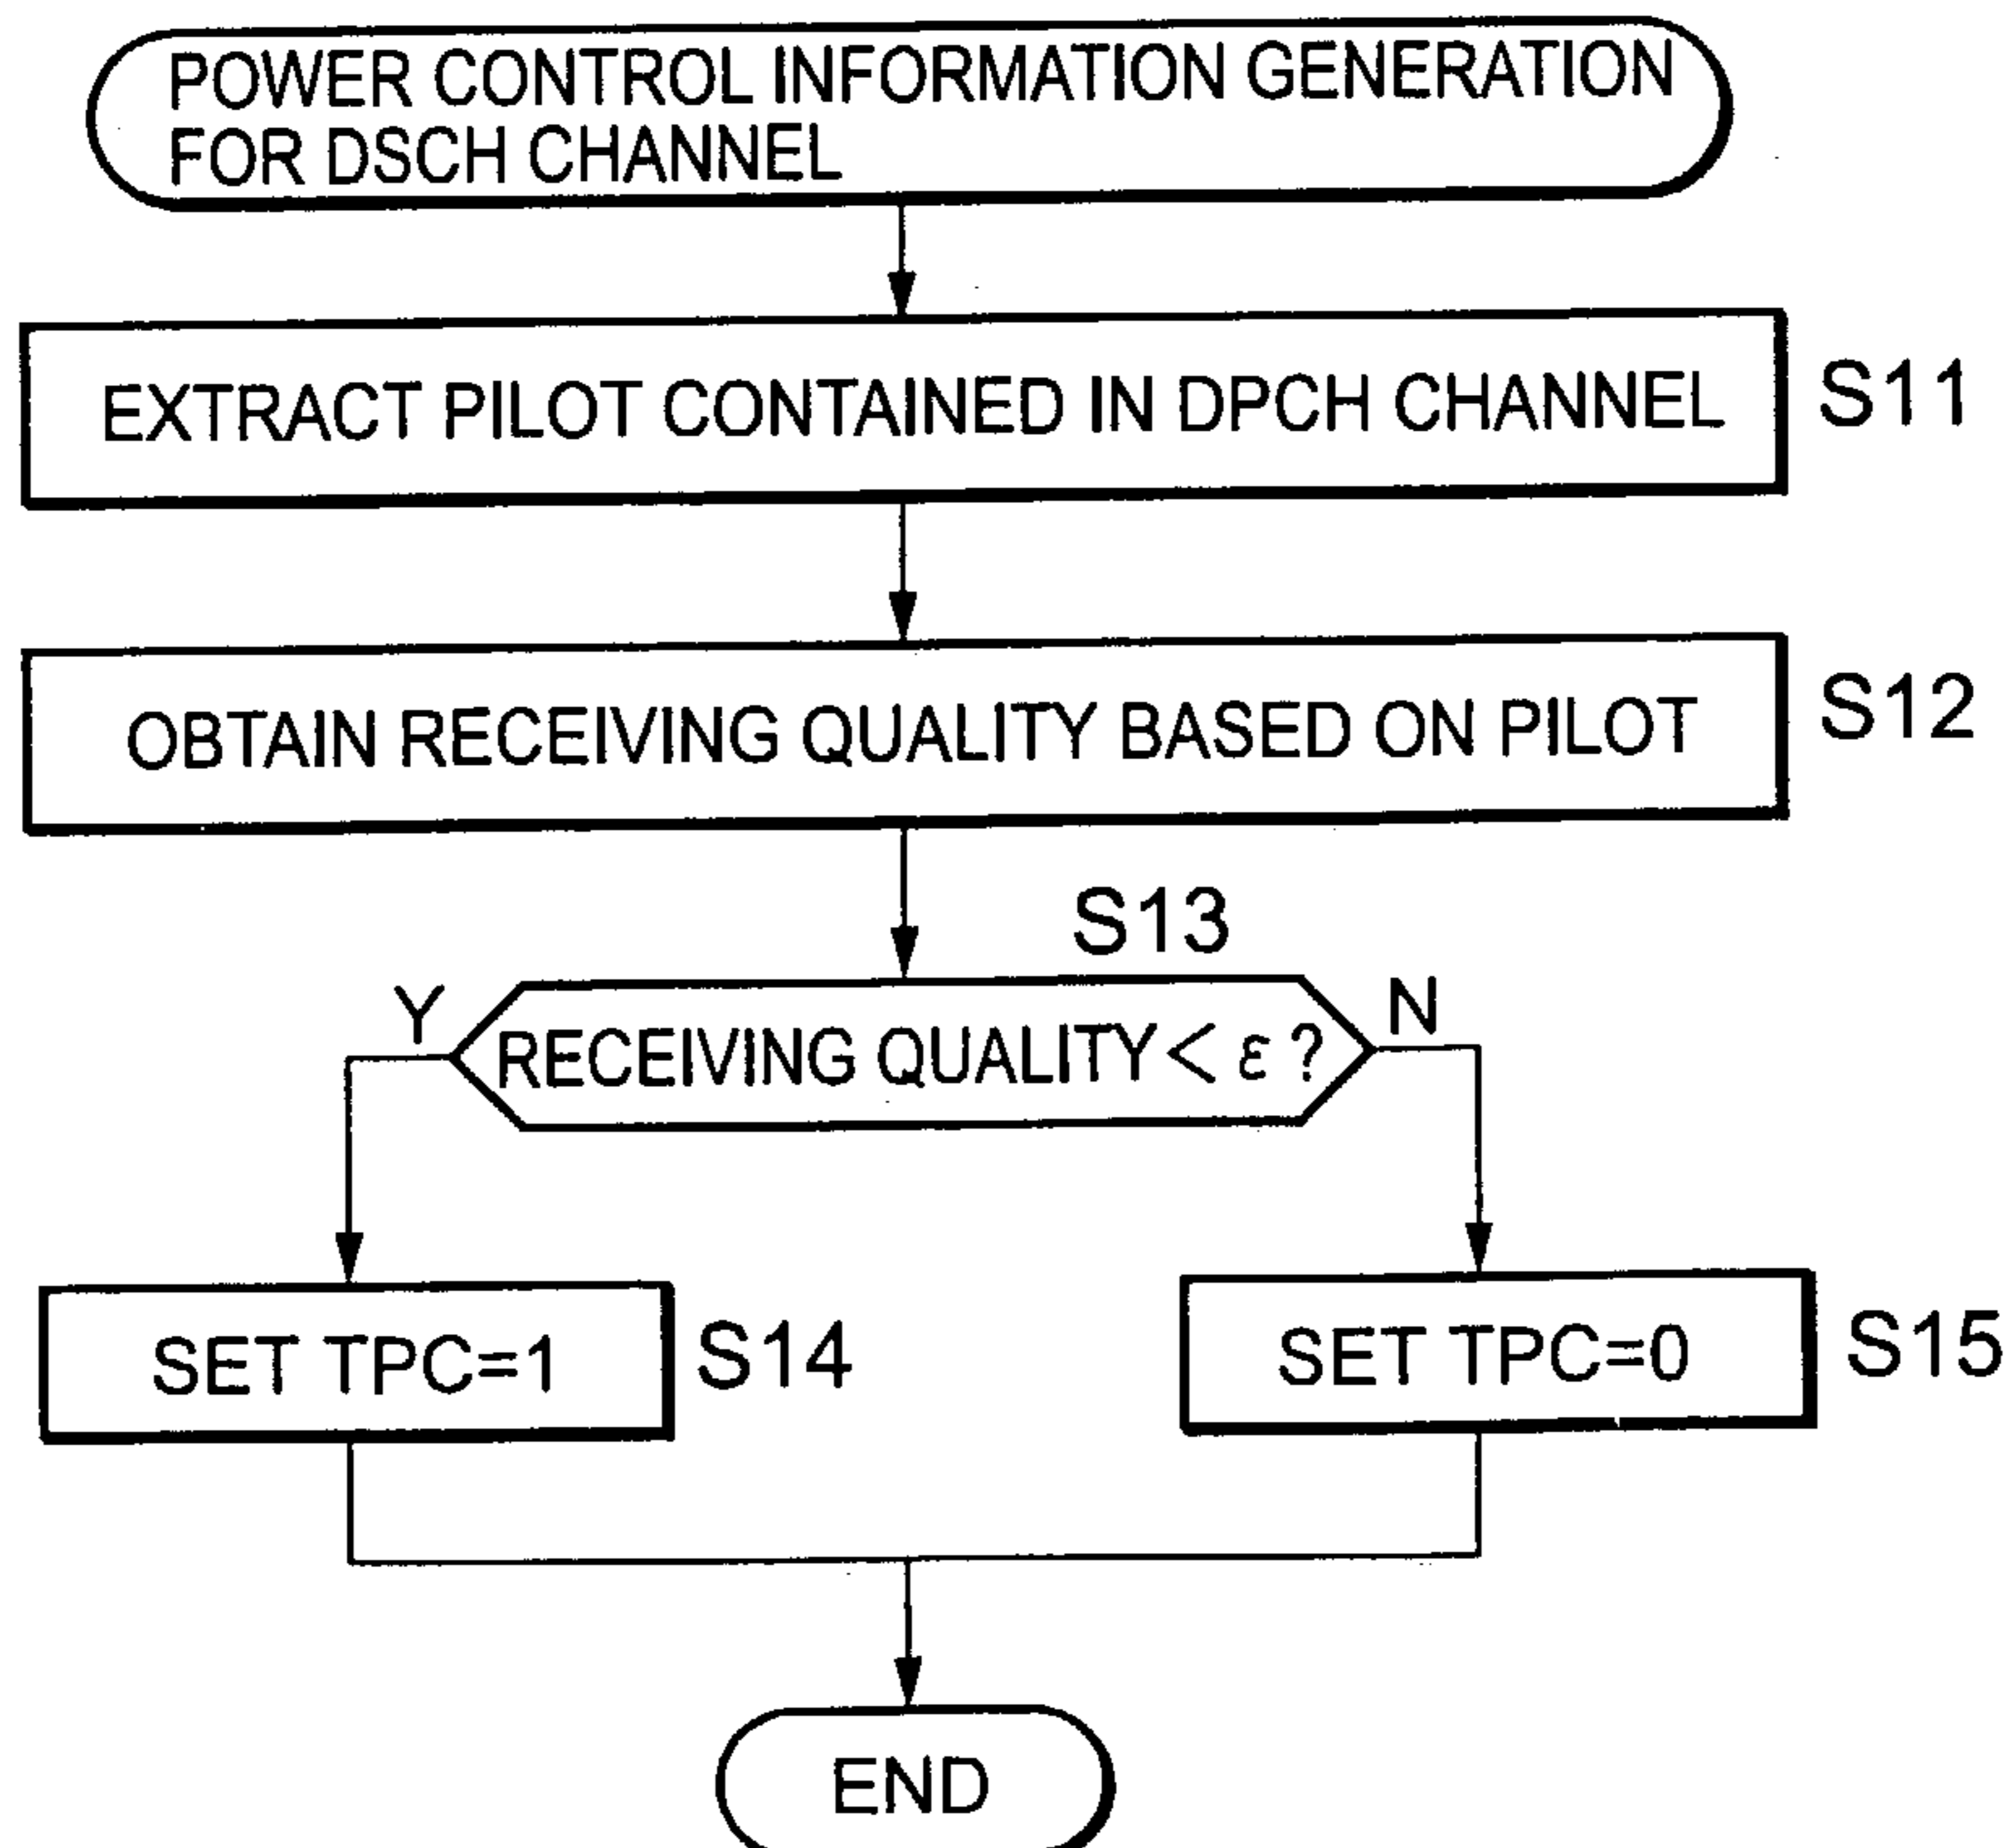 POWER CONTROL INFORMATION GENERATION
FOR DSCH CHANNEL
EXTRACT PILOT CONTAINED IN DPCH CHANNEL
S11
OBTAIN RECEIVING QUALITY BASED ON PILOT
S12
S13
Y
RECEIVING QUALITY< ε ?
N
SET TPC=1
S14
SET TPC=0
S15
END